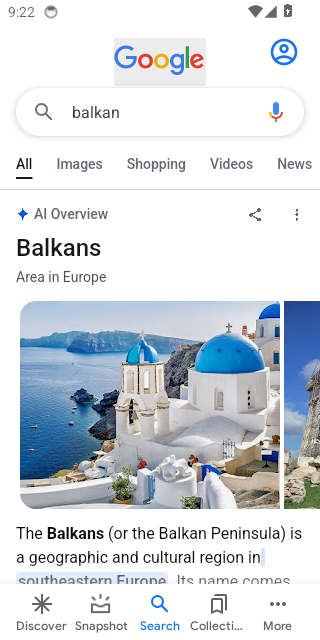 9:22
Google
balkan
All Images Shopping Videos News
AI Overview
Balkans
Area in Europe
The Balkans (or the Balkan Peninsula) is
a geographic and cultural region in
southeastern Europe. Its name comes
Discover Snapshot Search Collecti... More